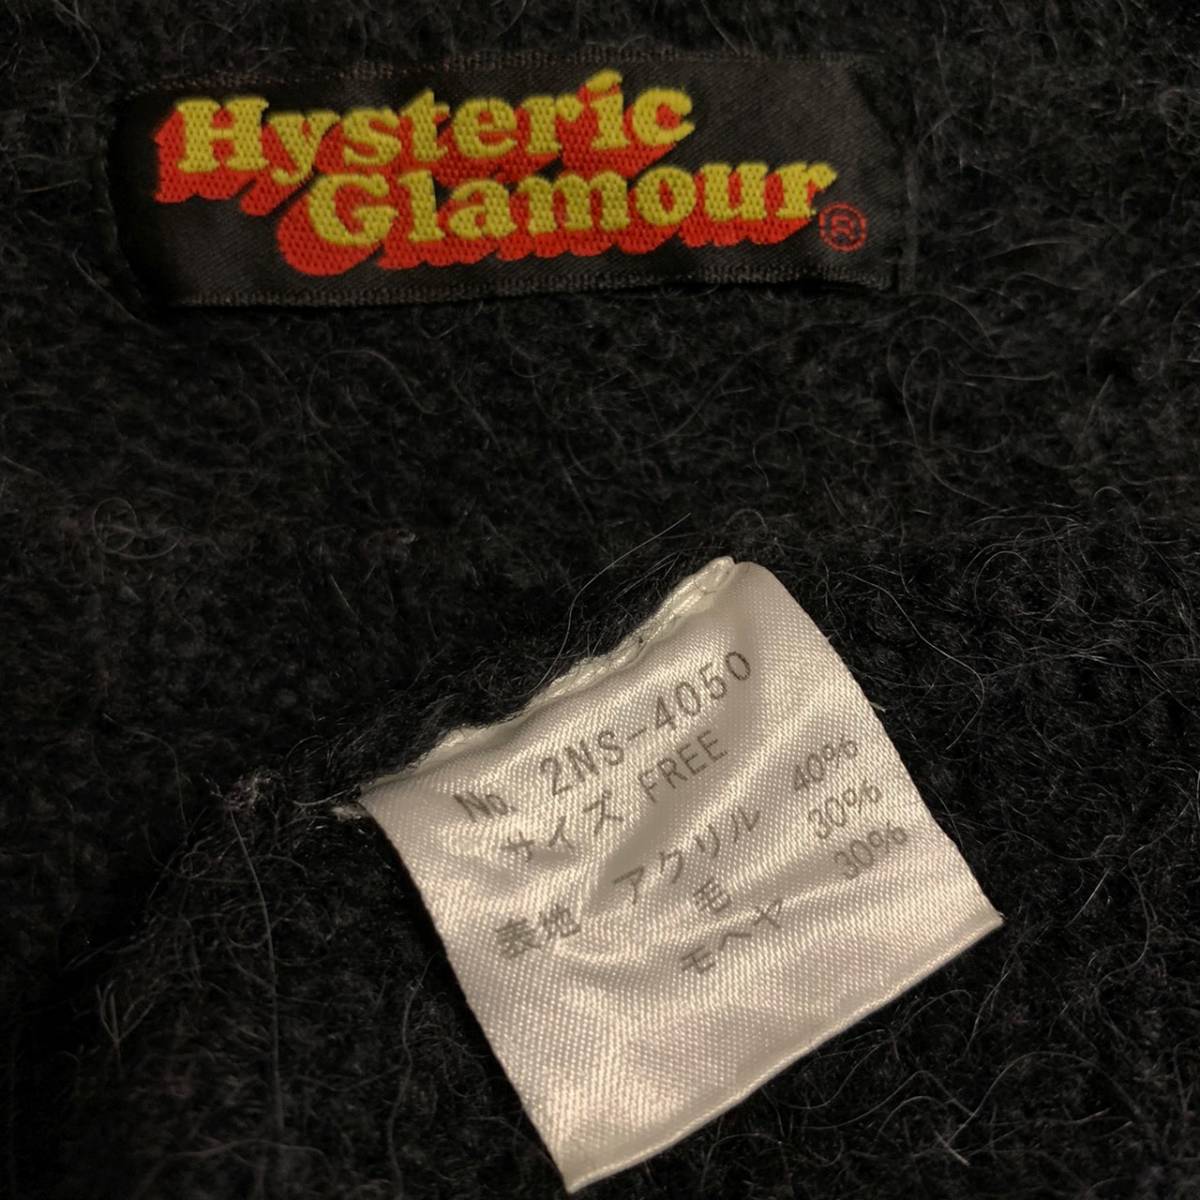 Hysteric
Glamour®
No. 2NS-4050
サイズ FREE
表地 アクリル 40%
毛 30%
モヘヤ 30%